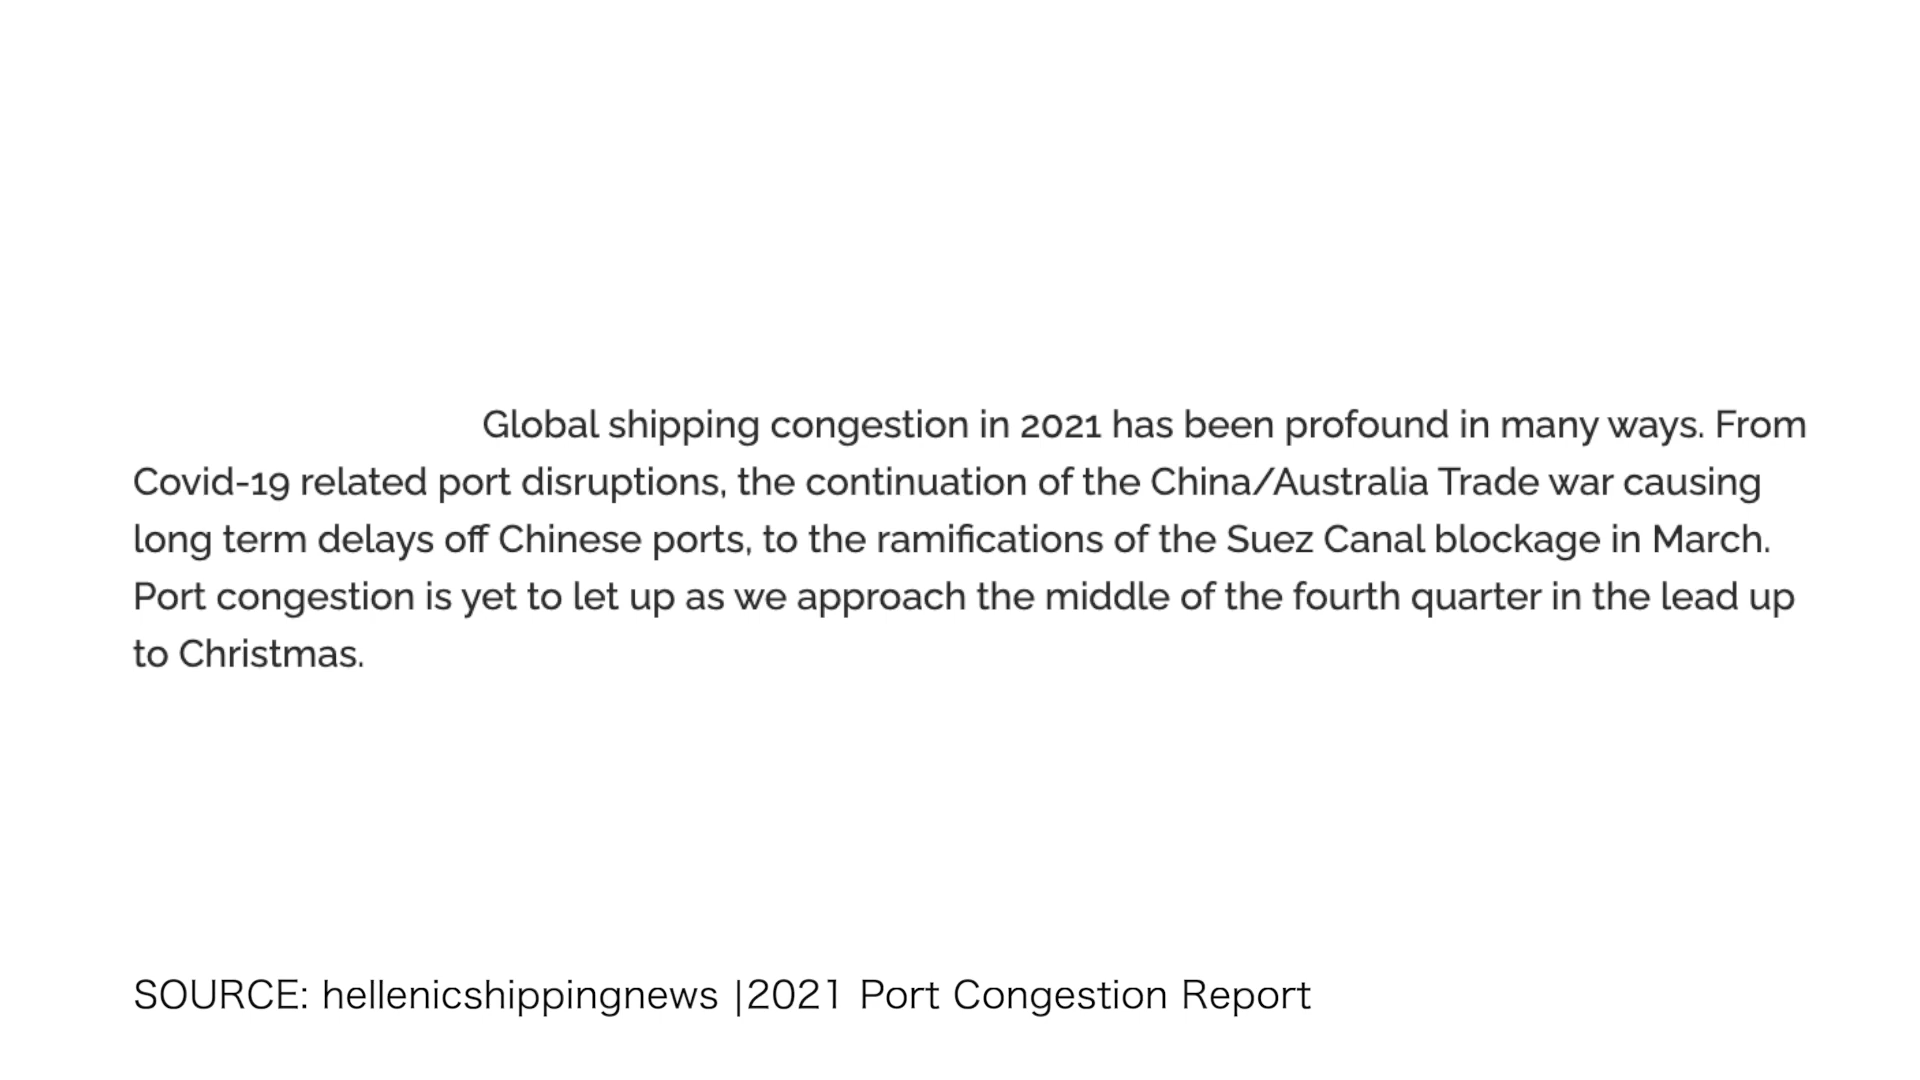 Global shipping congestion in 2021 has been profound in many ways. From
Covid-19 related port disruptions, the continuation of the China/Australia Trade war causing
long term delays off Chinese ports, to the ramifications of the Suez Canal blockage in March.
Port congestion is yet to let up as we approach the middle of the fourth quarter in the lead up
to Christmas.
SOURCE: hellenicshippingnews |2021 Port Congestion Report